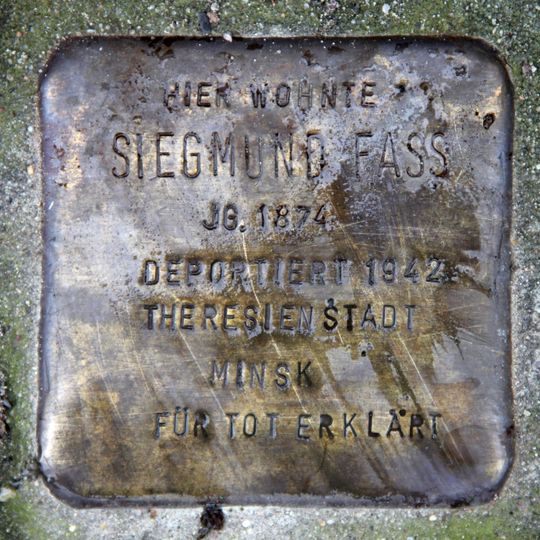 HIER WOHNTE
SIEGMUND FASS
JG. 1874
DEPORTIERT 1942
THERESIENSTADT
MINSK
FÜR TOT ERKLÄRT